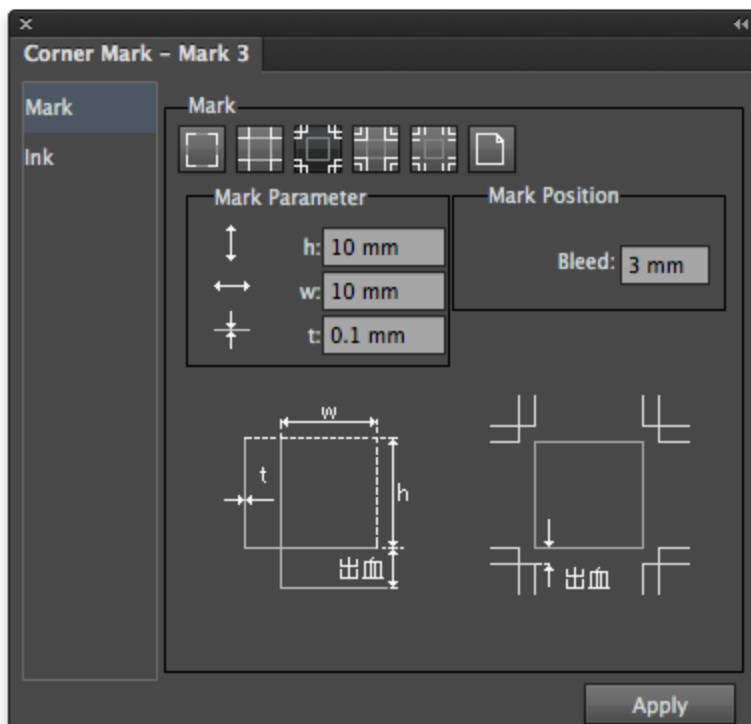 Corner Mark – Mark 3
Mark
Ink
Mark
Mark Parameter
h: 10 mm
w: 10 mm
t: 0.1 mm
Mark Position
Bleed: 3 mm
w
t
h
出血
出血
Apply